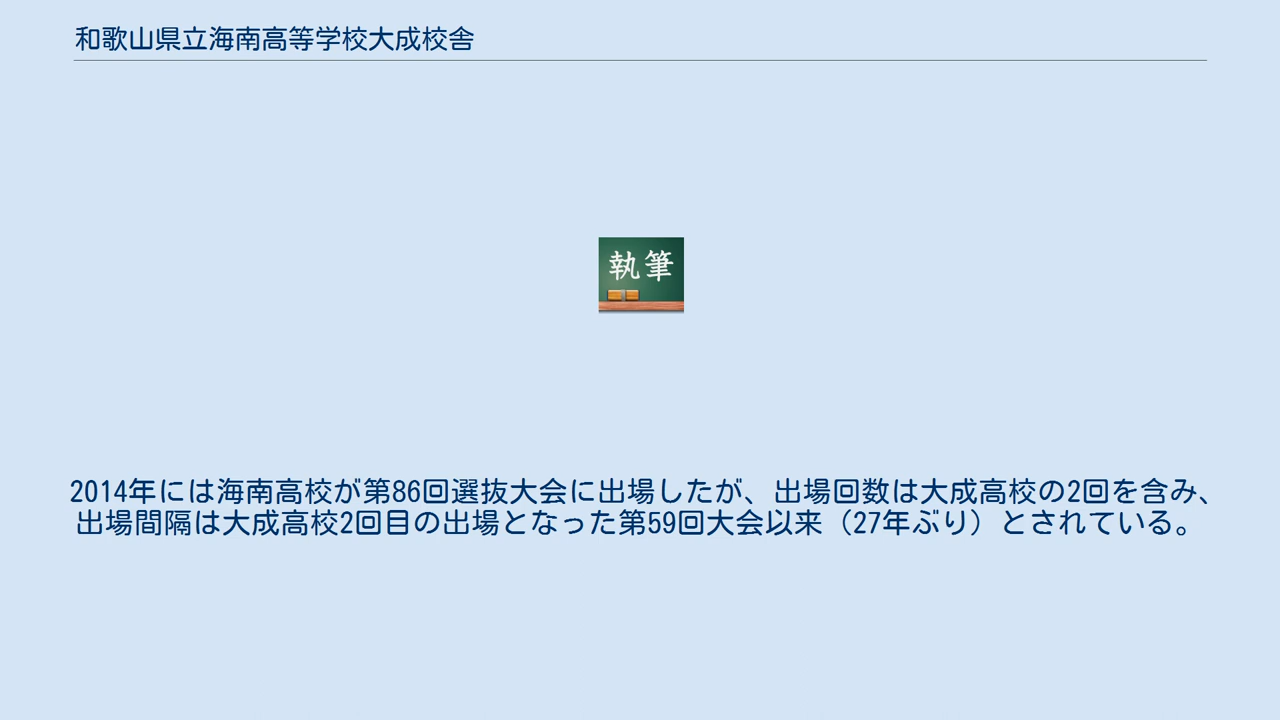 和歌山県立海南高等学校大成校舎
執筆
2014年には海南高校が第86回選抜大会に出場したが、出場回数は大成高校の2回を含み、
出場間隔は大成高校2回目の出場となった第59回大会以来（27年ぶり）とされている。